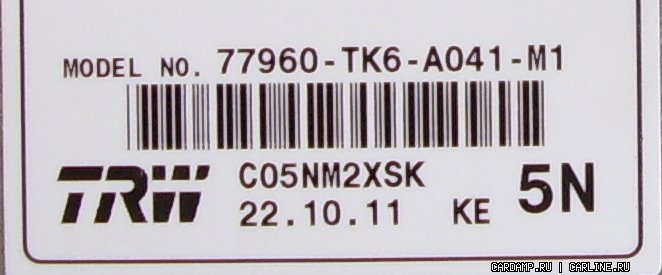 MODEL NO. 77960-TK6-A041-M1
TRW C05NM2XSK 5N
22.10.11 KE
CARDAMP.RU | CARLINE.RU